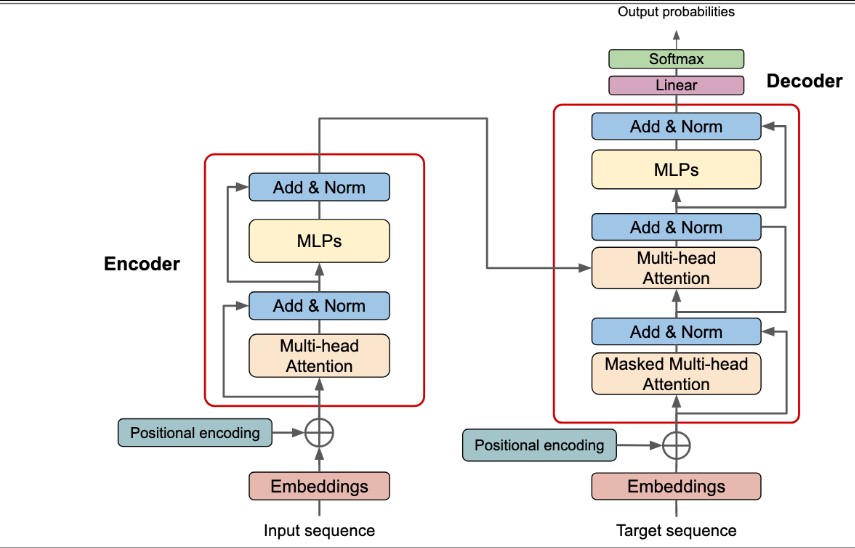 Output probabilities
Softmax
Linear
Decoder
Add & Norm
MLPs
Add & Norm
Multi-head
Attention
Add & Norm
Masked Multi-head
Attention
Positional encoding
Embeddings
Target sequence
Encoder
Add & Norm
MLPs
Add & Norm
Multi-head
Attention
Positional encoding
Embeddings
Input sequence